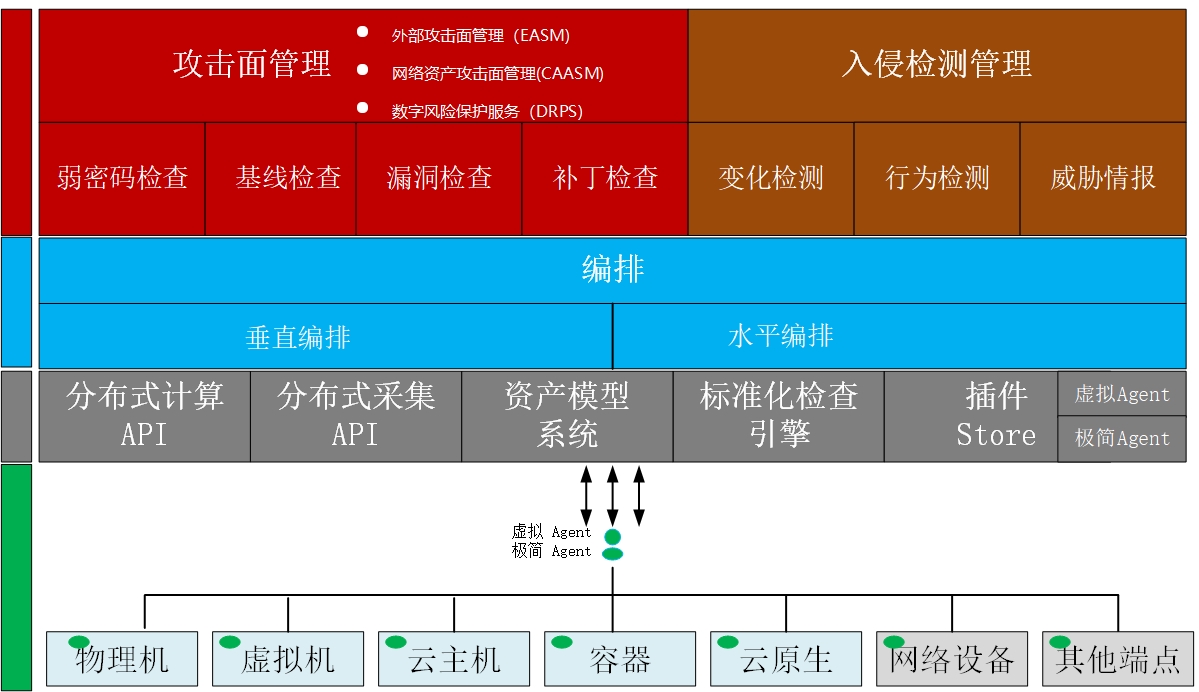 攻击面管理
外部攻击面管理（EASM)
网络资产攻击面管理(CAASM)
数字风险保护服务（DRPS)
入侵检测管理
弱密码检查
基线检查
漏洞检查
补丁检查
变化检测
行为检测
威胁情报
编排
垂直编排
水平编排
分布式计算
API
分布式采集
API
资产模型
系统
标准化检查
引擎
插件
Store
虚拟Agent
极简Agent
虚拟 Agent
极简 Agent
物理机
虚拟机
云主机
容器
云原生
网络设备
其他端点